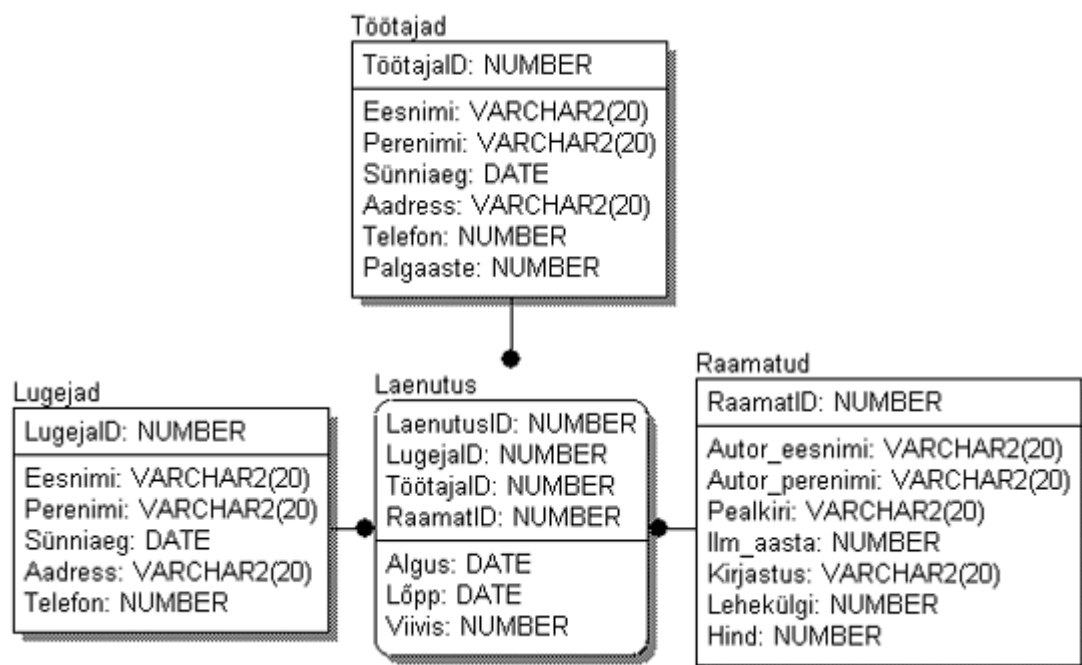 Töötajad
TöötajaID: NUMBER
Eesnimi: VARCHAR2(20)
Perenimi: VARCHAR2(20)
Sünniaeg: DATE
Aadress: VARCHAR2(20)
Telefon: NUMBER
Palgaaste: NUMBER
Lugejad
LugejaID: NUMBER
Eesnimi: VARCHAR2(20)
Perenimi: VARCHAR2(20)
Sünniaeg: DATE
Aadress: VARCHAR2(20)
Telefon: NUMBER
Laenutus
LaenutusID: NUMBER
LugejaID: NUMBER
TöötajaID: NUMBER
RaamatID: NUMBER
Algus: DATE
Lõpp: DATE
Viivis: NUMBER
Raamatud
RaamatID: NUMBER
Autor_eesnimi: VARCHAR2(20)
Autor_perenimi: VARCHAR2(20)
Pealkiri: VARCHAR2(20)
Ilm_aasta: NUMBER
Kirjastus: VARCHAR2(20)
Lehekülgi: NUMBER
Hind: NUMBER